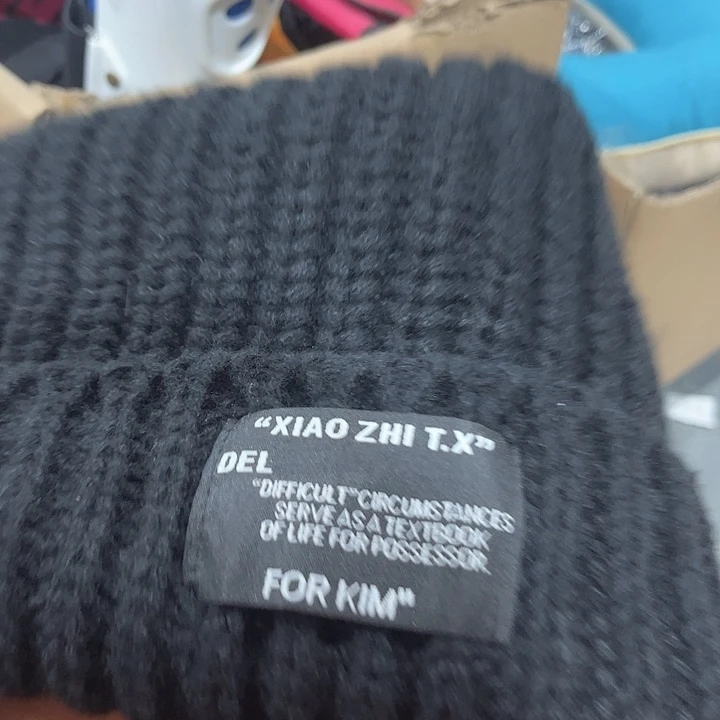 “XIAO ZHI T.X”
DEL
“DIFFICULT” CIRCUMSTANCES
SERVE AS A TEXTBOOK
OF LIFE FOR POSSESSOR.
FOR KIM”